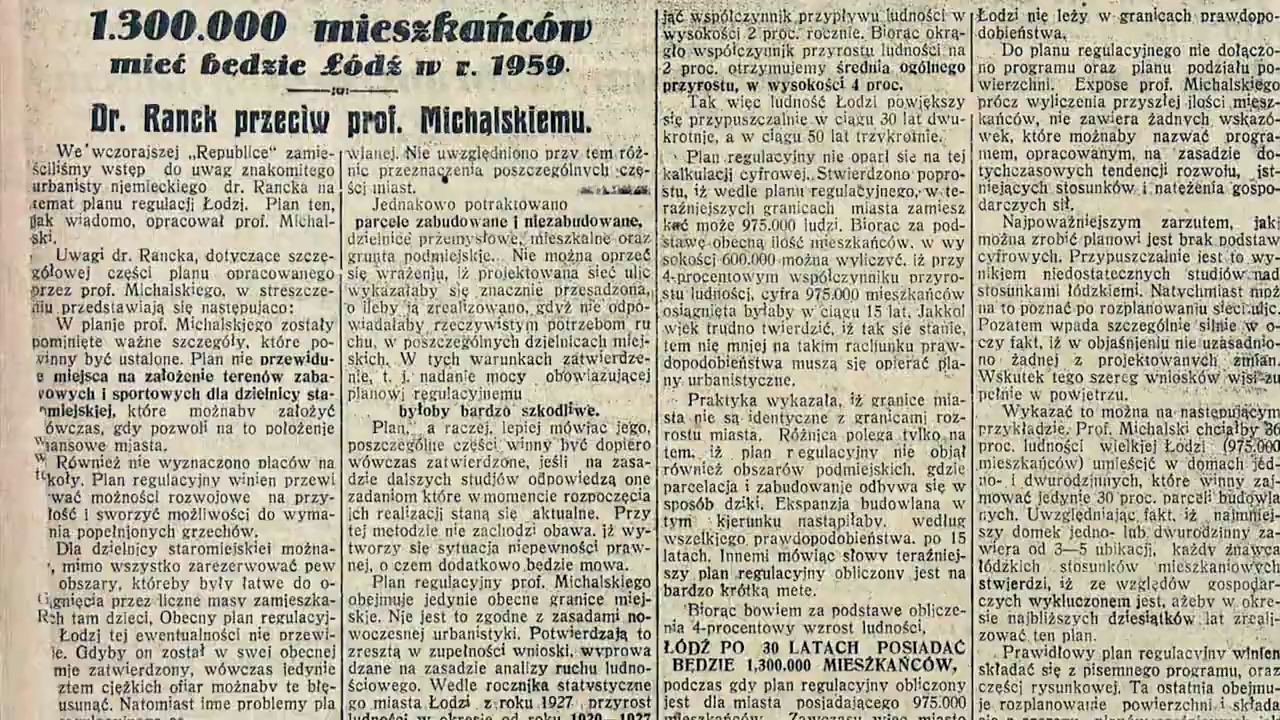 1.300.000 mieszkańców
mieć będzie Łódź w r. 1959.
Dr. Ranck przeciw prof. Michalskiemu.
We wczorajszej „Republice" zamie-
ściliśmy wstęp do uwag znakomitego
urbanisty niemieckiego dr. Rancka na
temat planu regulacji Łodzi. Plan ten,
jak wiadomo, opracował prof. Michal-
ski.
Uwagi dr. Rancka, dotyczące szcze-
gółowej części planu opracowanego
przez prof. Michalskiego, w streszcze-
niu przedstawiają się następująco:
W planie prof. Michalskiego zostały
pominięte ważne szczegóły, które po-
winny być ustalone. Plan nie przewidu-
e miejsca na założenie terenów zaba-
wowych i sportowych dla dzielnicy sta-
miejskiej, które możnaby założyć
ówczas, gdy pozwoli na to położenie
nansowe miasta.
Również nie wyznaczono placów na
koły. Plan regulacyjny winien przewi
wać możności rozwojowe na przy-
łość i sworzyć możliwości do wyma-
nia popełnionych grzechów.
Dla dzielnicy staromiejskiej można-
, mimo wszystko zarezerwować pew
obszary, któreby były łatwe do o-
gnięcia przez liczne masy zamieszka-
ch tam dzieci, Obecny plan regulacyj-
Łodzi tej ewentualności nie przewi-
je. Gdyby on został w swei obecnej
mie zatwierdzony, wówczas jedynie
ztem ciężkich ofiar możnaby te błę-
usunąć. Natomiast inne problemy pla
wianej. Nie uwzględniono przy tem róż-
nic przeznaczenia poszczególnych czę-
ści miast.
Jednakowo potraktowano
parcele zabudowane i niezabudowane,
dzielnice przemysłowe, mieszkalne oraz
grunta podmiejskie. Nie można oprzeć
się wrażeniu, iż projektowana sieć ulic
wykazałaby się znacznie przesadzona,
o ileby ją zrealizowano, gdyż nie odpo-
wiadałaby rzeczywistym potrzebom ru
chu, w poszczególnych dzielnicach miej-
skich. W tych warunkach zatwierdze-
nie, t. j. nadanie mocy obowiązującej
planowi regulacyjnemu
byłoby bardzo szkodliwe.
Plan, a raczej, lepiej mówiąc jego,
poszczególne części winny być dopiero
wówczas zatwierdzone, jeśli na zasa-
dzie dalszych studjów odpowiedzą one
zadaniom które w momencie rozpoczęcia
ich realizacji staną się aktualne. Przy
tej metodzie nie zachodzi obawa, iż wy-
tworzy się sytuacja niepewności praw-
nej, o czem dodatkowo będzie mowa.
Plan regulacyjny prof. Michalskiego
obejmuje jedynie obecne granice miej-
skie. Nie jest to zgodne z zasadami no-
woczesnej urbanistyki. Potwierdzają to
zresztą w zupełności wnioski, wyprowa
dzane na zasadzie analizy ruchu ludno-
ściowego. Wedle rocznika statystyczne
go miasta Łodzi z roku 1927 przyrost
ludności w okresie od roku 1920—1927
jąć współczynnik przypływu ludności w
wysokości 2 proc. rocznie. Biorąc okrą-
gło współczynnik przyrostu ludności na
2 proc. otrzymujemy średnią ogólnego
przyrostu, w wysokości 4 proc.
Tak więc ludność Łodzi powiększy
się przypuszczalnie w ciągu 30 lat dwu-
krotnie, a w ciągu 50 lat trzykrotnie.
Plan regulacyjny nie oparł sie na tej
kalkulacji cyfrowej. Stwierdzono popro-
stu, iż wedle planu regulacyjnego, w te-
raźniejszych granicach miasta zamiesz
kać może 975.000 ludzi. Biorąc za pod-
stawę obecną ilość mieszkańców, w wy
sokości 600.000 można wyliczyć, iż przy
4-procentowym współczynniku przyro-
stu ludności, cyfra 975.000 mieszkańców
osiągnięta byłaby w ciągu 15 lat. Jakkol
wiek trudno twierdzić, iż tak sie stanie,
tem nie mniej na takim rachunku praw-
dopodobieństwa muszą się opierać pla-
ny urbanistyczne.
Praktyka wykazała, iż granice mia-
sta nie są identyczne z granicami roz-
rostu miasta. Różnica polega tylko na
tem, iż plan regulacyjny nie objął
również obszarów podmiejskich, gdzie
parcelacja i zabudowanie odbywa się w
sposób dziki. Ekspanzja budowlana w
tym kierunku nastąpiłaby, według
wszelkiego prawdopodobieństwa, po 15
latach. Innemi mówiąc słowy teraźniej-
szy plan regulacyjny obliczony jest na
bardzo krótką metę.
Biorąc bowiem za podstawę oblicze-
nia 4-procentowy wzrost ludności,
ŁÓDŹ PO 30 LATACH POSIADAĆ
BĘDZIE 1,300.000 MIESZKAŃCÓW,
podczas gdy plan regulacyjny obliczony
jest dla miasta posiadającego 975.000
mieszkańców. Zawczasu więc miasto
Łodzi nie leży w granicach prawdopo-
dobieństwa.
Do planu regulacyjnego nie dołączo-
no programu oraz planu podziału po-
wierzchni. Expose prof. Michalskiego
prócz wyliczenia przyszłej ilości miesz-
kańców, nie zawiera żadnych wskazó-
wek, które możnaby nazwać progra-
mem, opracowanym, na zasadzie do-
tychczasowych tendencji rozwoju, ist-
niejących stosunków i natężenia gospo-
darczych sił.
Najpoważniejszym zarzutem, jaki
można zrobić planowi jest brak podstaw
cyfrowych. Przypuszczalnie jest to wy-
nikiem niedostatecznych studjów nad
stosunkami łódzkiemi. Natychmiast moż
na to poznać po rozplanowaniu sieci ulic.
Pozatem wpada szczególnie silnie w o-
czy fakt, iż w objaśnieniu nie uzasadnio-
no żadnej z projektowanych zmian.
Wskutek tego szereg wniosków wisi zu
pełnie w powietrzu.
Wykazać to można na następującym
przykładzie. Prof. Michalski chciałby 36
proc. ludności wielkiej Łodzi (975.000
mieszkańców) umieścić w domach jed-
no- i dwurodzinnych, które winny zaj-
mować jedynie 30 proc. parceli budowla
nych. Uwzględniając fakt, iż najmniej-
szy domek jedno- lub dwurodzinny za-
wiera od 3—5 ubikacji, każdy znawca
łódzkich stosunków mieszkaniowych
stwierdzi, iż ze względów gospodar-
czych wykluczonem jest, ażeby w okre-
sie najbliższych dziesiątków lat zreali-
zować ten plan.
Prawidłowy plan regulacyjny winien
składać się z pisemnego programu, oraz
części rysunkowej. Ta ostatnia obejmu-
je rozplanowanie powierzchni i składa